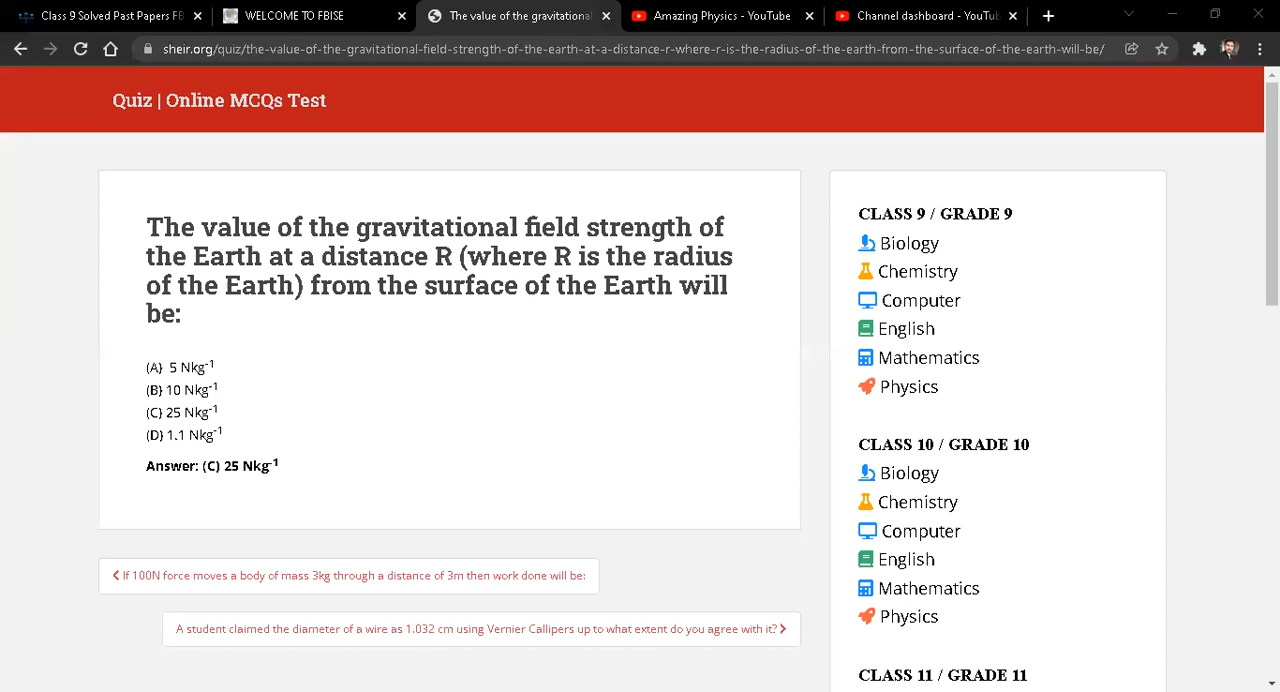 Class 9 Solved Past Papers FB
WELCOME TO FBISE
The value of the gravitational
Amazing Physics - YouTube
Channel dashboard - YouTub
sheir.org/quiz/the-value-of-the-gravitational-field-strength-of-the-earth-at-a-distance-r-where-r-is-the-radius-of-the-earth-from-the-surface-of-the-earth-will-be/
Quiz | Online MCQs Test
The value of the gravitational field strength of
the Earth at a distance R (where R is the radius
of the Earth) from the surface of the Earth will
be:
(A) 5 Nkg⁻¹
(B) 10 Nkg⁻¹
(C) 25 Nkg⁻¹
(D) 1.1 Nkg⁻¹
Answer: (C) 25 Nkg⁻¹
If 100N force moves a body of mass 3kg through a distance of 3m then work done will be:
A student claimed the diameter of a wire as 1.032 cm using Vernier Callipers up to what extent do you agree with it?
CLASS 9 / GRADE 9
Biology
Chemistry
Computer
English
Mathematics
Physics
CLASS 10 / GRADE 10
Biology
Chemistry
Computer
English
Mathematics
Physics
CLASS 11 / GRADE 11